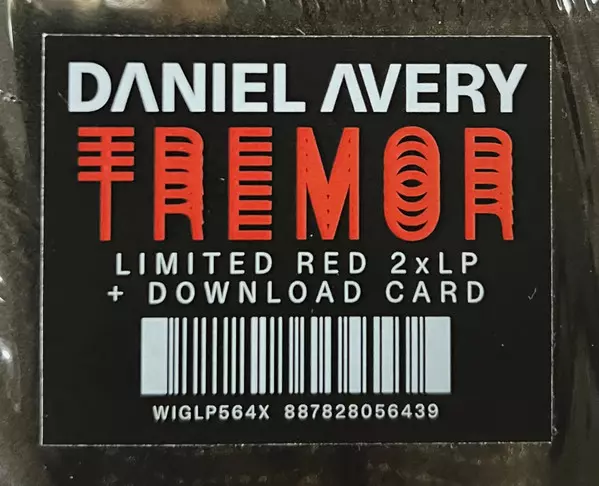 DANIEL AVERY
TREMOR
LIMITED RED 2xLP
+ DOWNLOAD CARD
WIGLP564X 887828056439